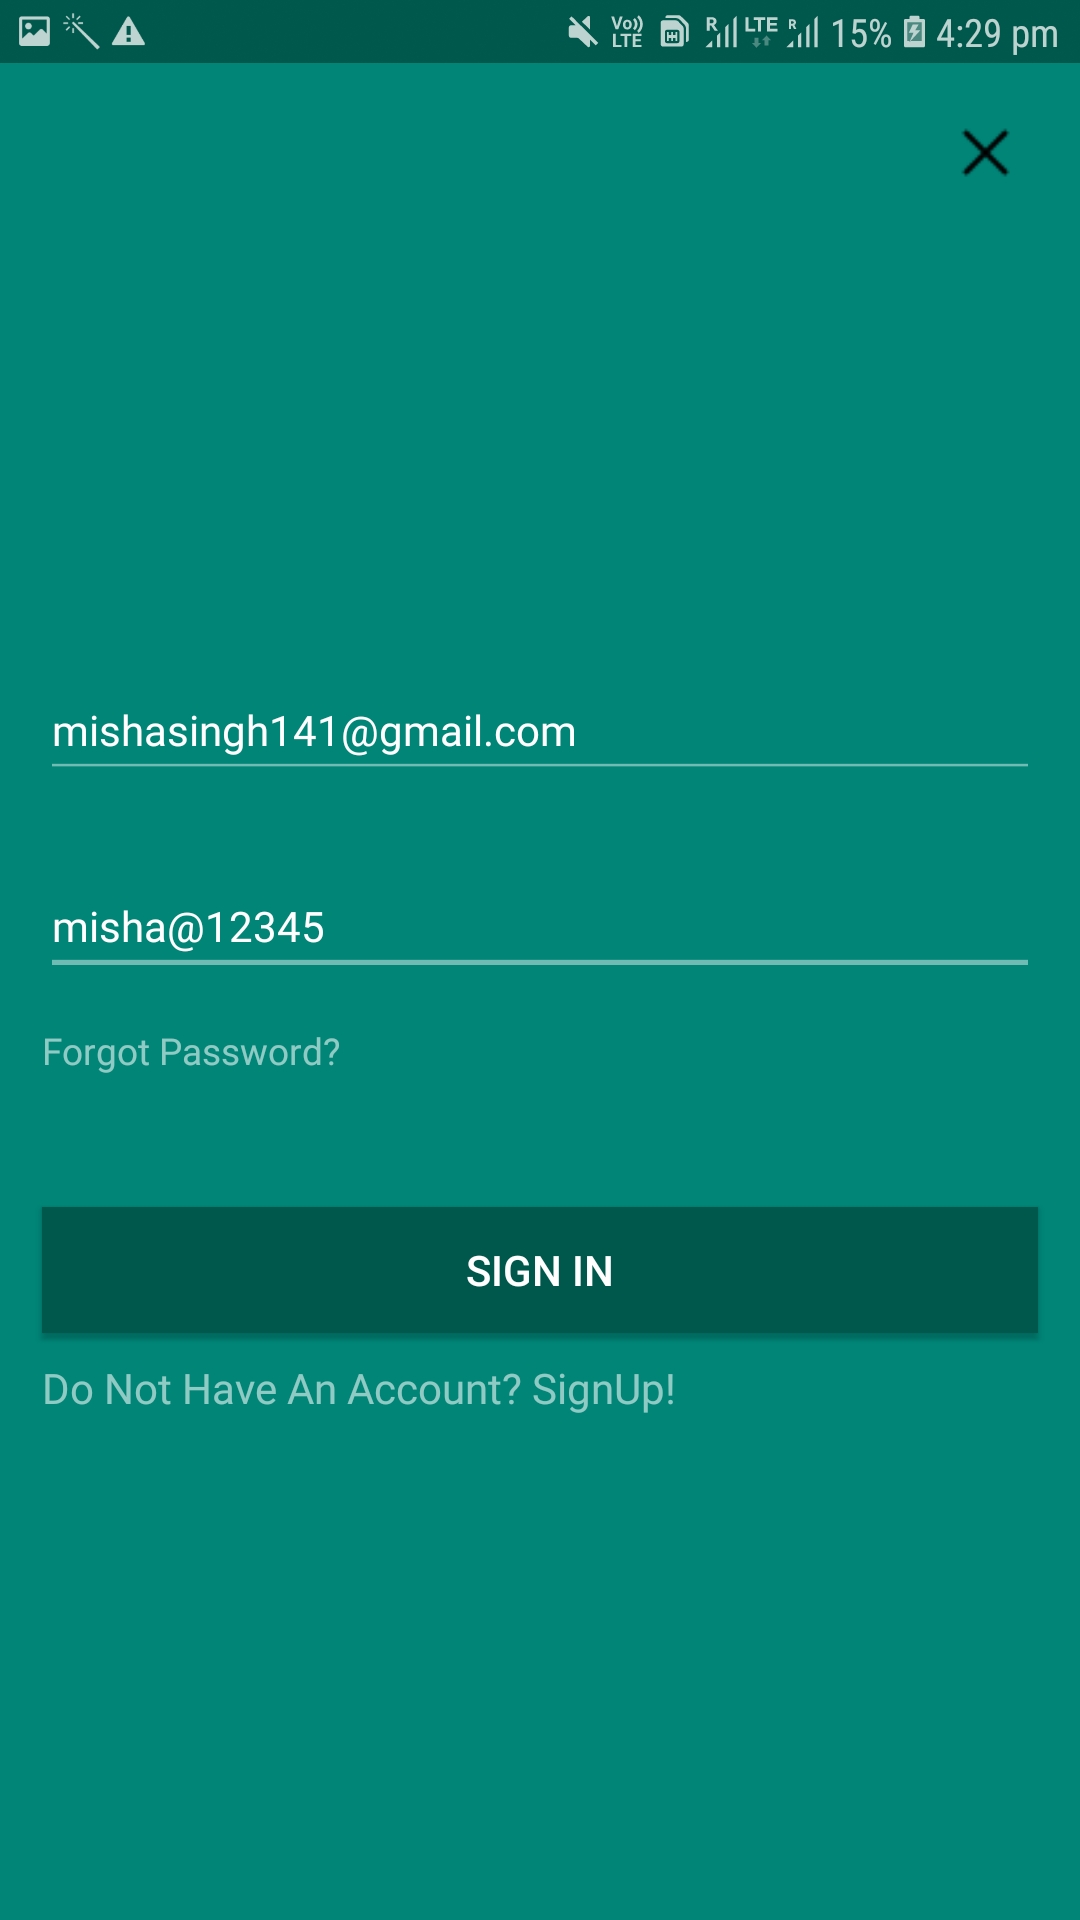 Vo)) LTE R LTE R 15% 4:29 pm
mishasingh141@gmail.com
misha@12345
Forgot Password?
SIGN IN
Do Not Have An Account? SignUp!